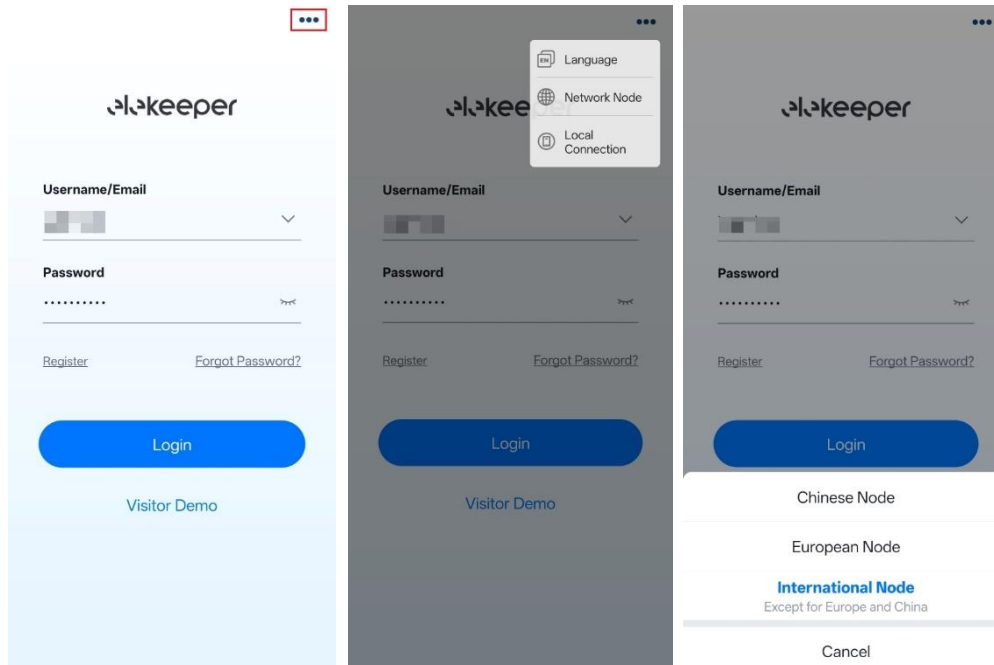 •••
elekeeper
Username/Email
Password
••••••••••
Register Forgot Password?
Login
Visitor Demo
•••
EN Language
Network Node
Local
Connection
elekee
Username/Email
Password
••••••••••
Register Forgot Password?
Login
Visitor Demo
•••
elekeeper
Username/Email
Password
••••••••••
Register Forgot Password?
Login
Chinese Node
European Node
International Node
Except for Europe and China
Cancel